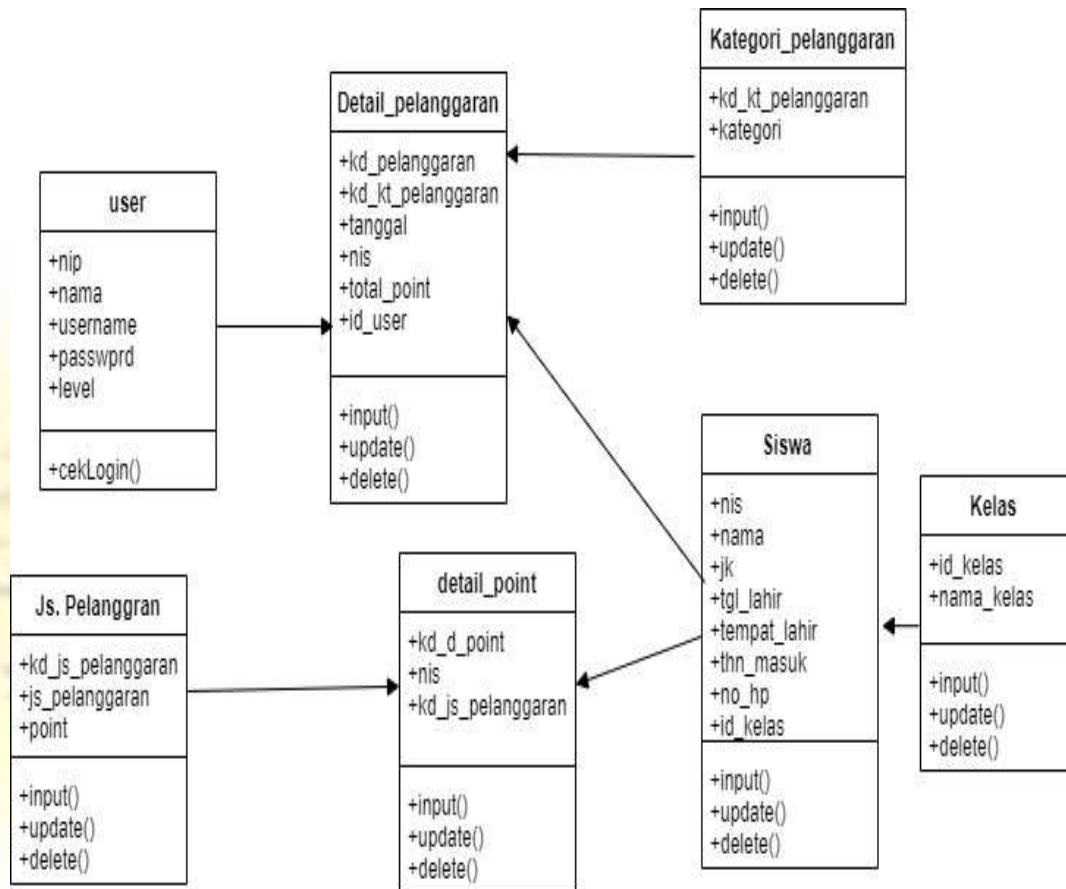 Kategori_pelanggaran
+kd_kt_pelanggaran
+kategori
+input()
+update()
+delete()
Detail_pelanggaran
+kd_pelanggaran
+kd_kt_pelanggaran
+tanggal
+nis
+total_point
+id_user
+input()
+update()
+delete()
user
+nip
+nama
+username
+passwprd
+level
+cekLogin()
Siswa
+nis
+nama
+jk
+tgl_lahir
+tempat_lahir
+thn_masuk
+no_hp
+id_kelas
+input()
+update()
+delete()
Kelas
+id_kelas
+nama_kelas
+input()
+update()
+delete()
Js. Pelanggran
+kd_js_pelanggaran
+js_pelanggaran
+point
+input()
+update()
+delete()
detail_point
+kd_d_point
+nis
+kd_js_pelanggaran
+input()
+update()
+delete()